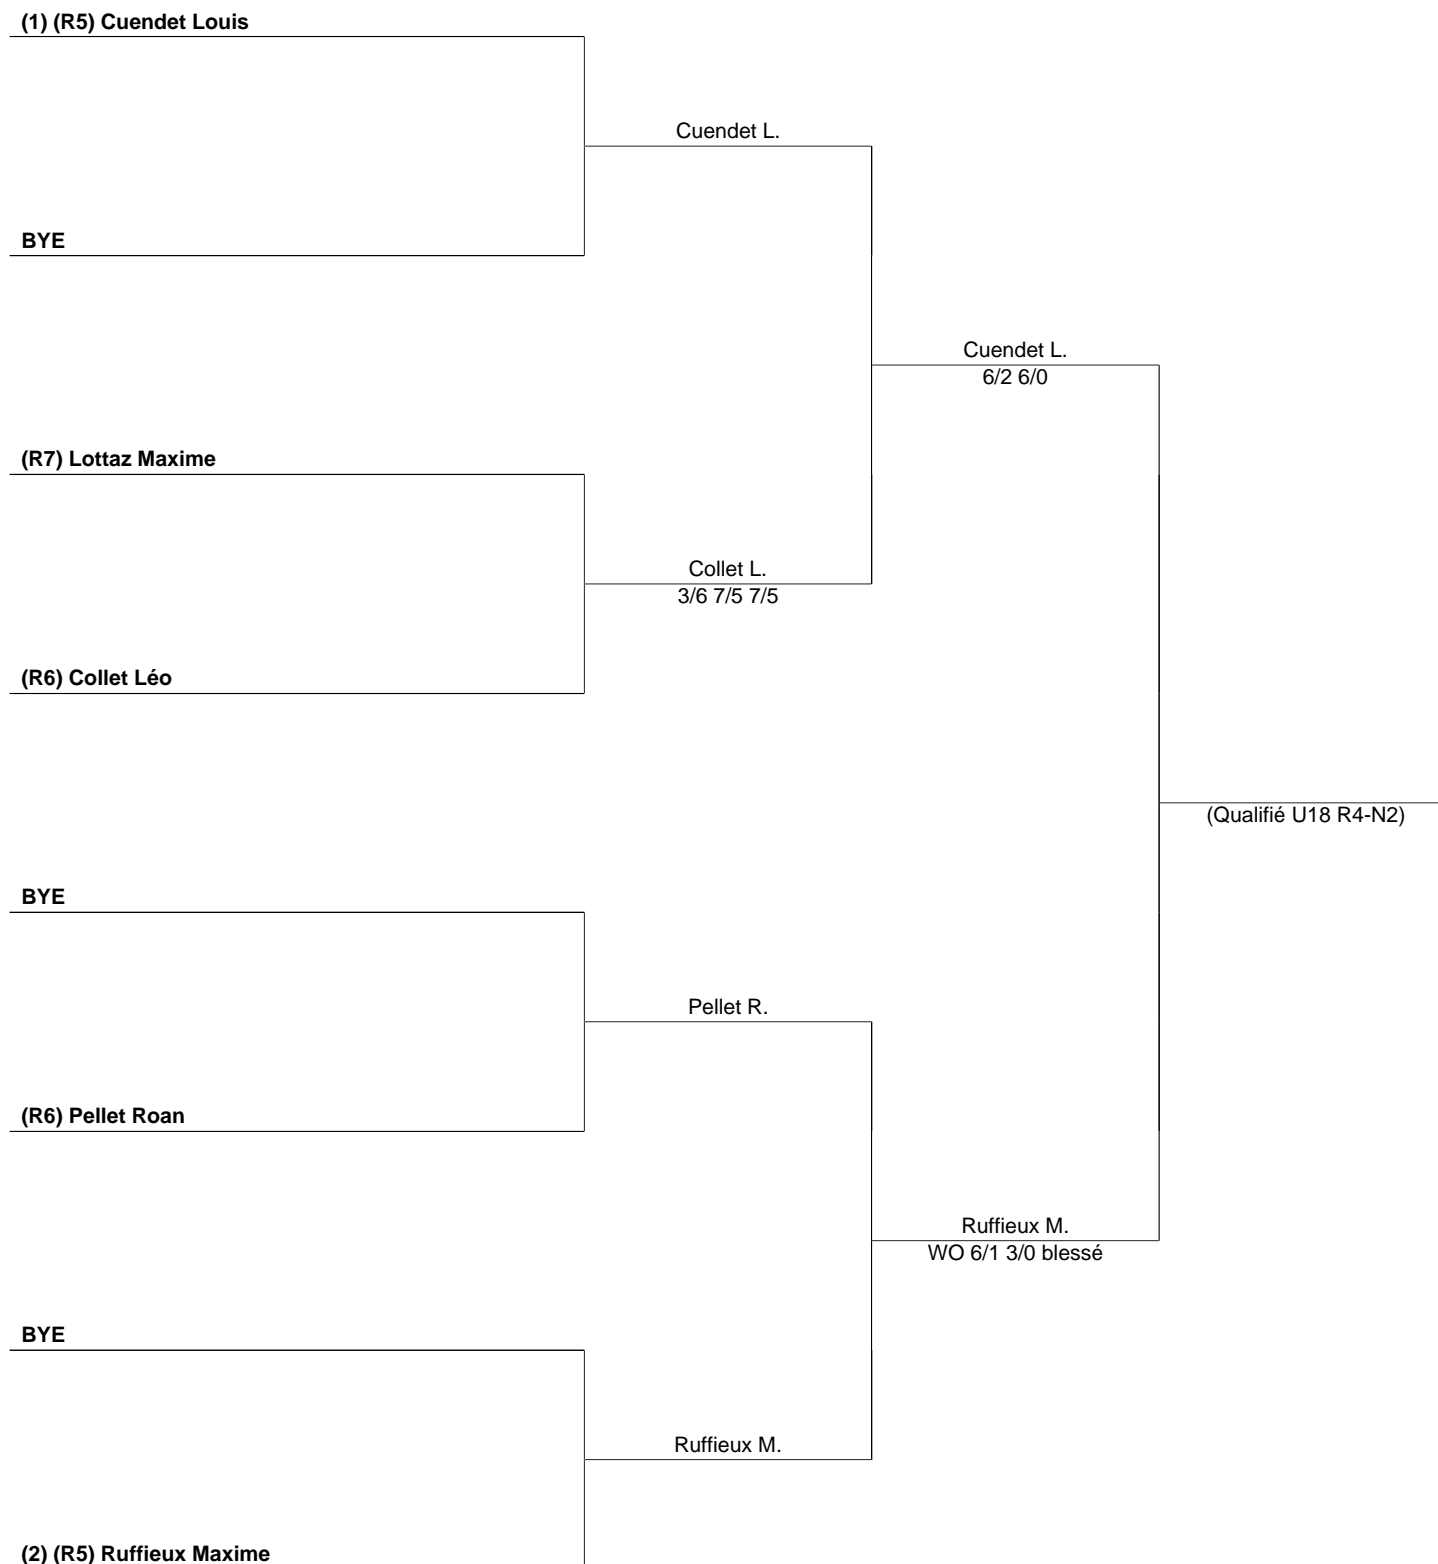 (1) (R5) Cuendet Louis
Cuendet L.
BYE
Cuendet L.
6/2 6/0
(R7) Lottaz Maxime
Collet L.
3/6 7/5 7/5
(R6) Collet Léo
(Qualifié U18 R4-N2)
BYE
Pellet R.
(R6) Pellet Roan
Ruffieux M.
WO 6/1 3/0 blessé
BYE
Ruffieux M.
(2) (R5) Ruffieux Maxime